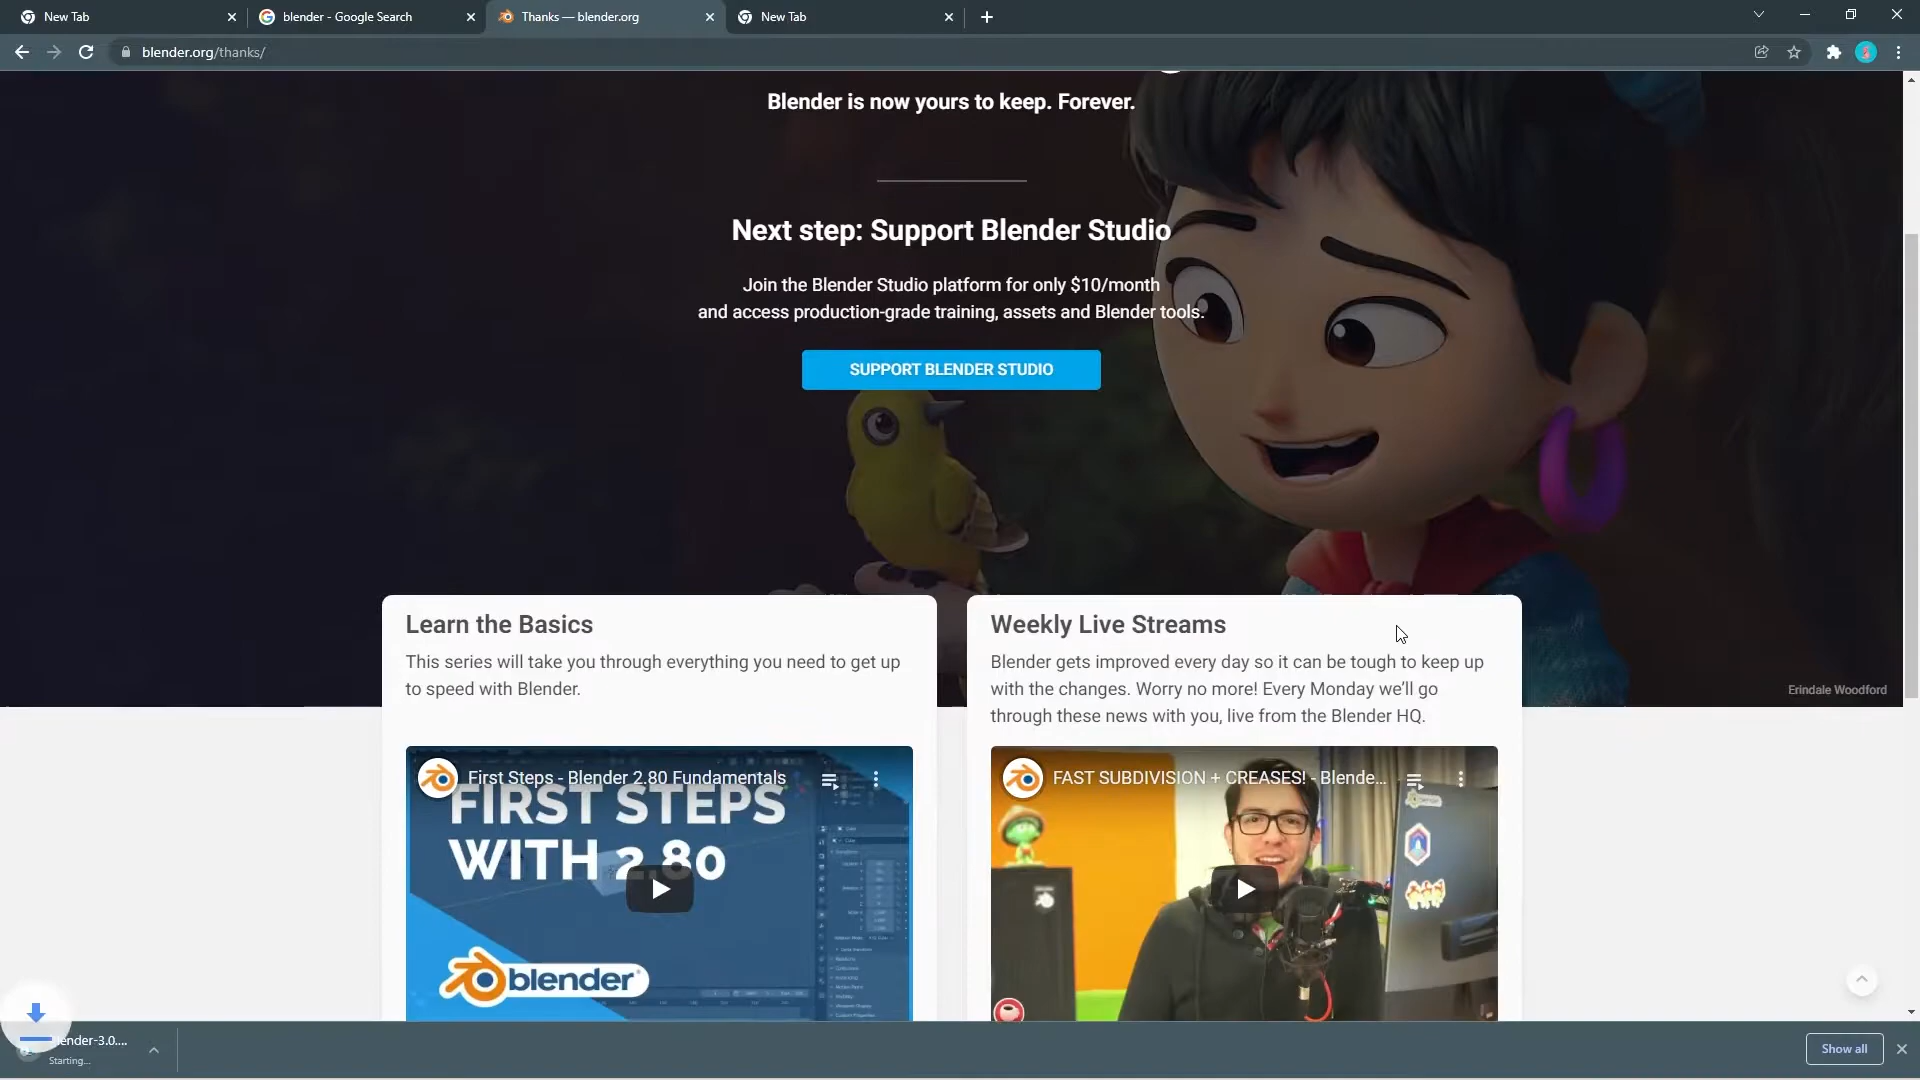 New Tab
blender - Google Search
Thanks — blender.org
New Tab
blender.org/thanks/
Blender is now yours to keep. Forever.
Next step: Support Blender Studio
Join the Blender Studio platform for only $10/month
and access production-grade training, assets and Blender tools.
SUPPORT BLENDER STUDIO
Erindale Woodford
Learn the Basics
This series will take you through everything you need to get up
to speed with Blender.
First Steps - Blender 2.80 Fundamentals
FIRST STEPS
WITH 2.80
blender
Weekly Live Streams
Blender gets improved every day so it can be tough to keep up
with the changes. Worry no more! Every Monday we’ll go
through these news with you, live from the Blender HQ.
FAST SUBDIVISION + CREASES! - Blende...
lender-3.0....
Starting...
Show all